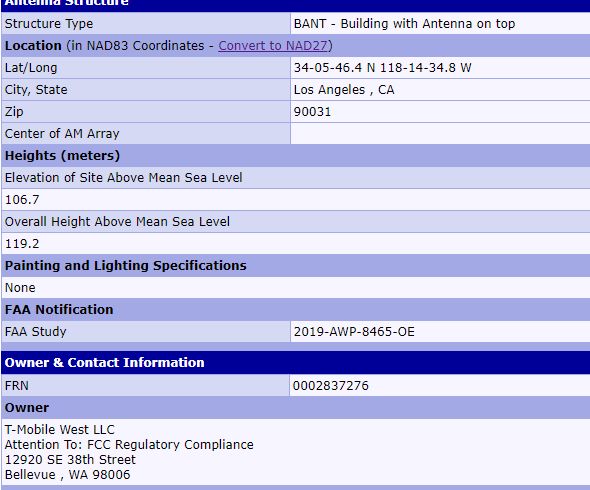 Antenna Structure
Structure Type BANT - Building with Antenna on top
Location (in NAD83 Coordinates - Convert to NAD27)
Lat/Long 34-05-46.4 N 118-14-34.8 W
City, State Los Angeles , CA
Zip 90031
Center of AM Array
Heights (meters)
Elevation of Site Above Mean Sea Level
106.7
Overall Height Above Mean Sea Level
119.2
Painting and Lighting Specifications
None
FAA Notification
FAA Study 2019-AWP-8465-OE
Owner & Contact Information
FRN 0002837276
Owner
T-Mobile West LLC
Attention To: FCC Regulatory Compliance
12920 SE 38th Street
Bellevue , WA 98006